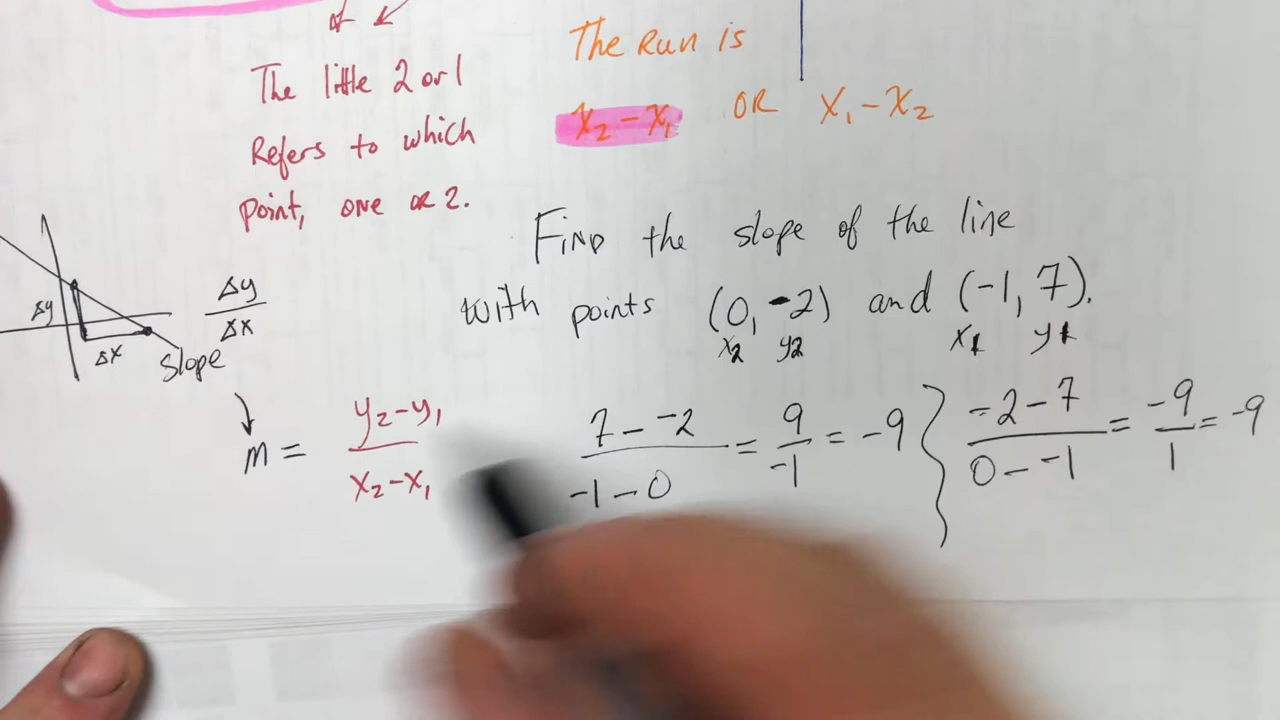 of
The little 2 or 1
Refers to which
point, one or 2.
The Run is
x₂ - x₁ OR x₁ - x₂
Find the slope of the line
with points (0, -2) and (-1, 7).
x₂ y₂ x₁ y₁
Δy
Δx
Slope
Δy/Δx
m = (y₂-y₁)/(x₂-x₁)
(7 - -2)/(-1 - 0) = 9/-1 = -9
(-2-7)/(0 - -1) = -9/1 = -9